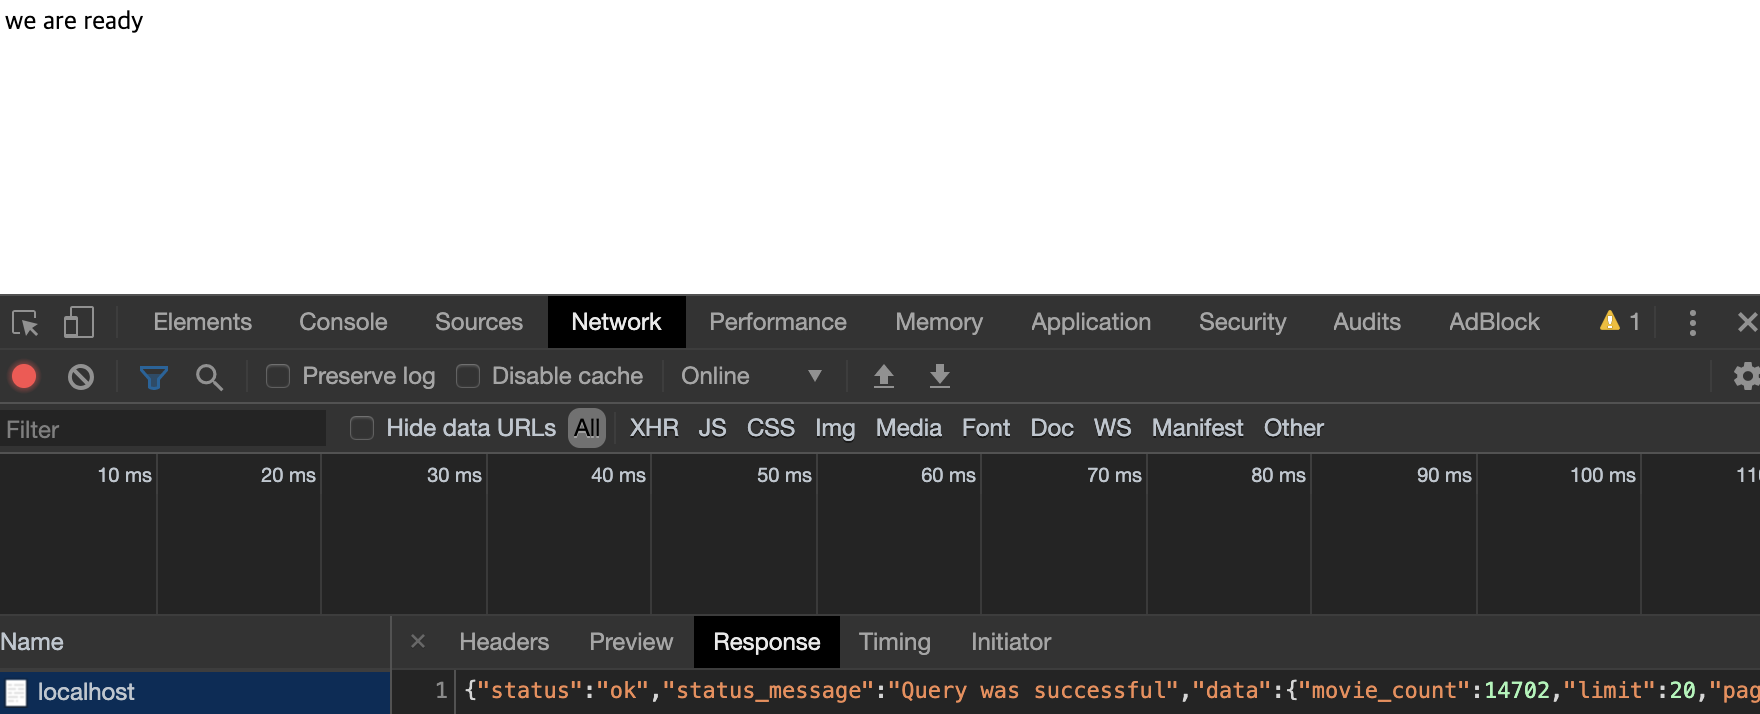 we are ready
Elements Console Sources Network Performance Memory Application Security Audits AdBlock 1
Preserve log Disable cache Online
Filter Hide data URLs All XHR JS CSS Img Media Font Doc WS Manifest Other
10 ms 20 ms 30 ms 40 ms 50 ms 60 ms 70 ms 80 ms 90 ms 100 ms 11
Name × Headers Preview Response Timing Initiator
localhost 1 {"status":"ok","status_message":"Query was successful","data":{"movie_count":14702,"limit":20,"pag